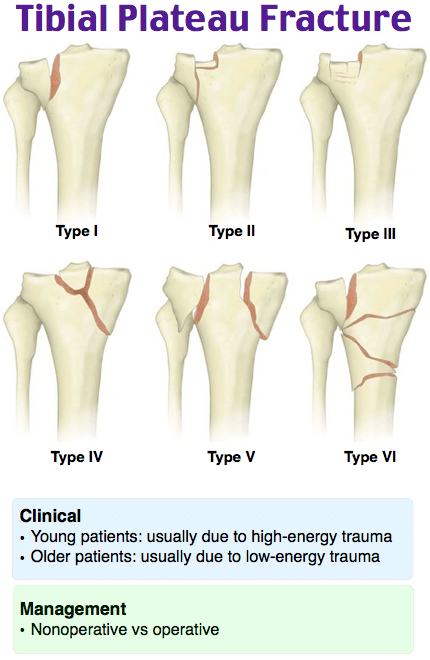 Tibial Plateau Fracture
Type I
Type II
Type III
Type IV
Type V
Type VI
Clinical
• Young patients: usually due to high-energy trauma
• Older patients: usually due to low-energy trauma
Management
• Nonoperative vs operative